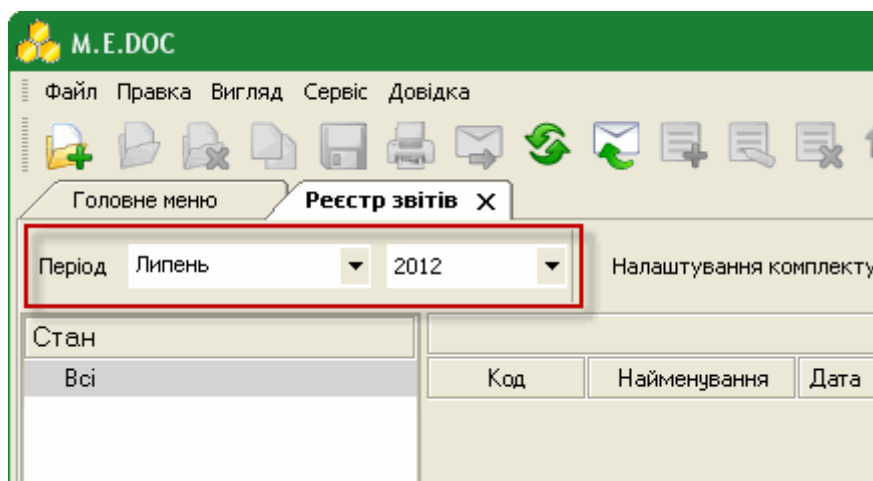 M.E.DOC
Файл Правка Вигляд Сервіс Довідка
Головне меню Реєстр звітів X
Період Липень 2012 Налаштування комплекту
Стан
Всі Код Найменування Дата